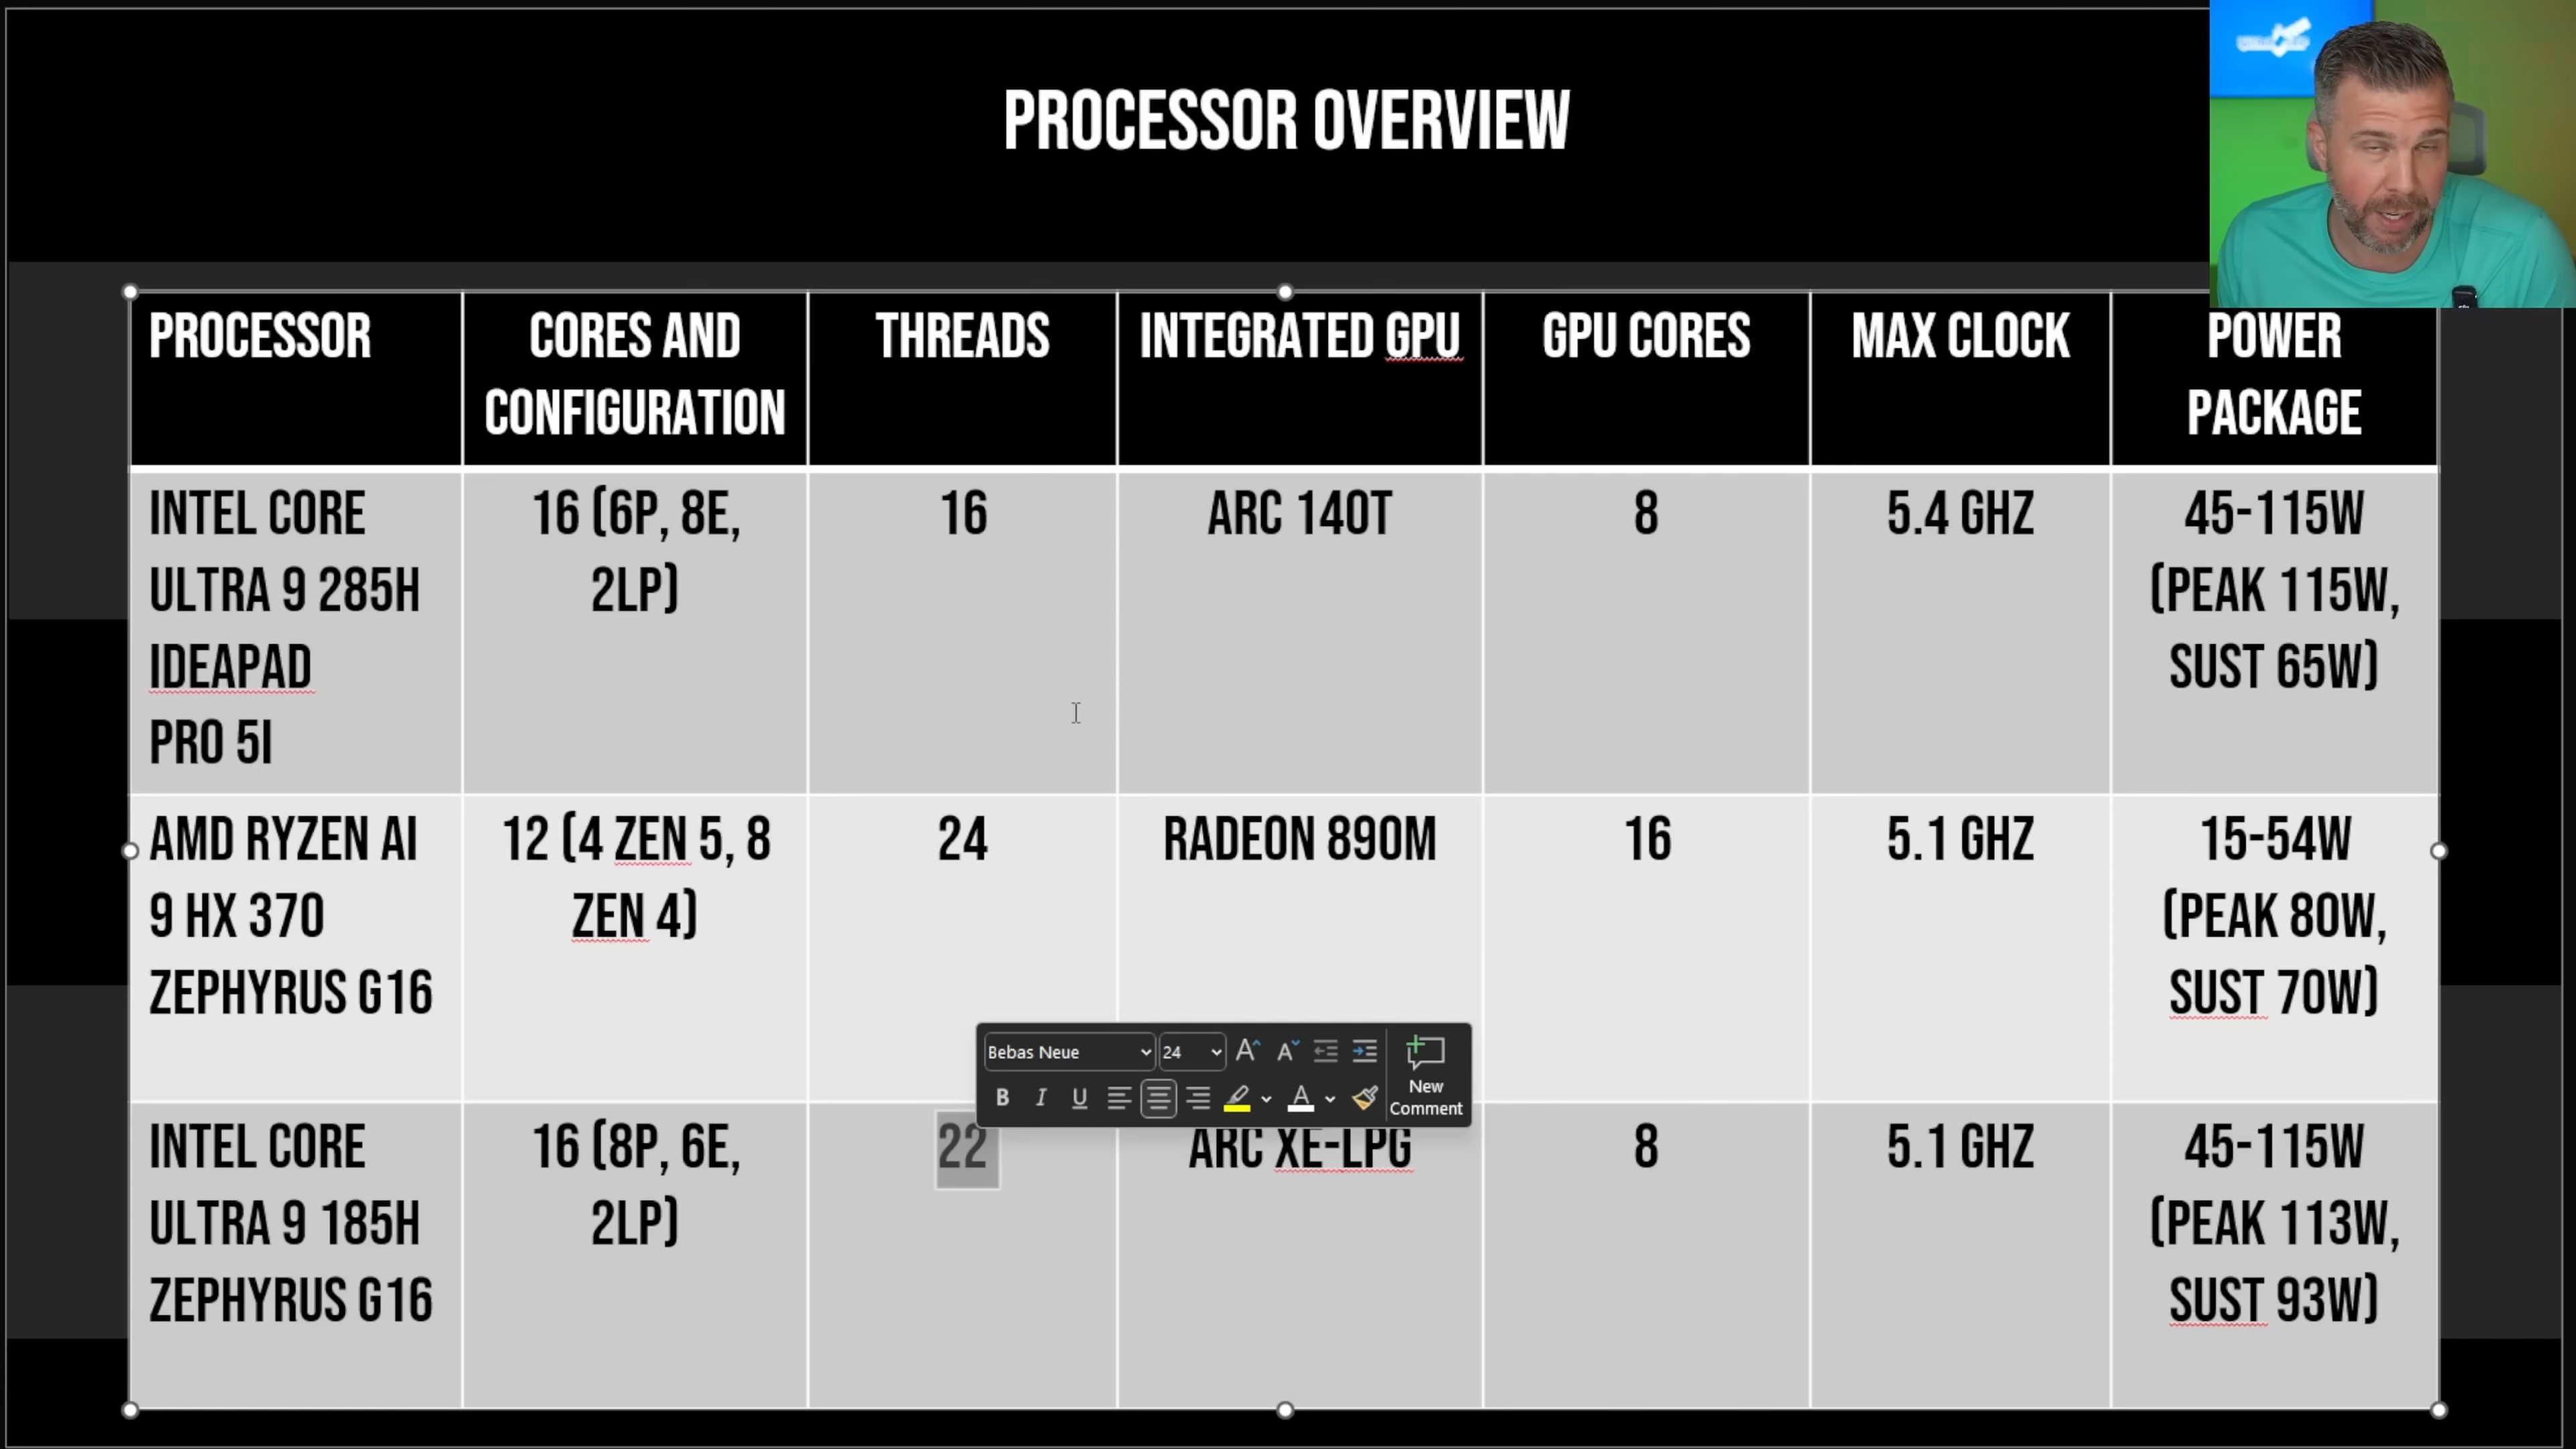 PROCESSOR OVERVIEW
PROCESSOR
CORES AND
CONFIGURATION
THREADS
INTEGRATED GPU
GPU CORES
MAX CLOCK
POWER
PACKAGE
INTEL CORE
ULTRA 9 285H
IDEAPAD
PRO 5I
16 (6P, 8E,
2LP)
16
ARC 140T
8
5.4 GHZ
45-115W
(PEAK 115W,
SUST 65W)
AMD RYZEN AI
9 HX 370
ZEPHYRUS G16
12 (4 ZEN 5, 8
ZEN 4)
24
RADEON 890M
16
5.1 GHZ
15-54W
(PEAK 80W,
SUST 70W)
Bebas Neue
24
B I U
New
Comment
INTEL CORE
ULTRA 9 185H
ZEPHYRUS G16
16 (8P, 6E,
2LP)
22
ARC XE-LPG
8
5.1 GHZ
45-115W
(PEAK 113W,
SUST 93W)